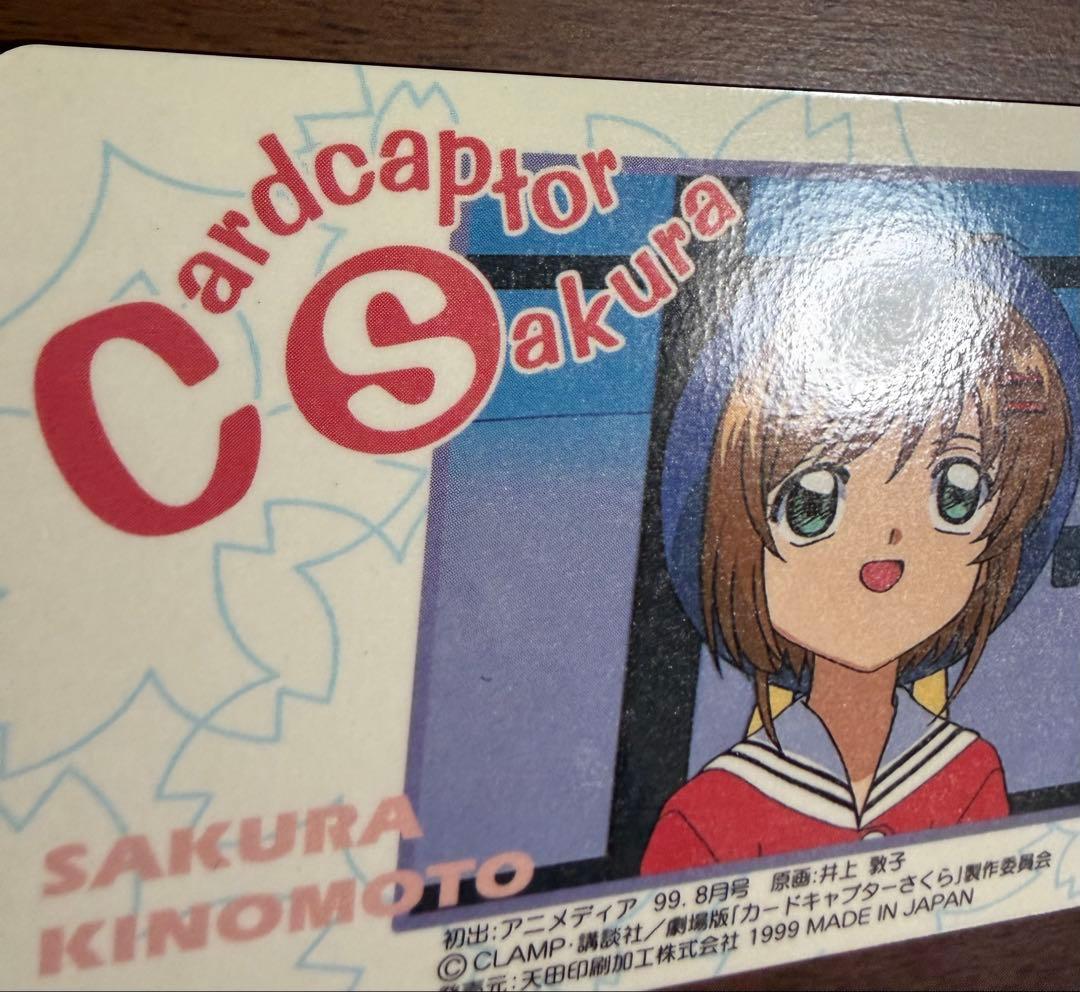 Cardcaptor
Sakura
SAKURA
KINOMOTO
初出:アニメディア 99. 8月号 原画:井上 敦子
©CLAMP・講談社/劇場版「カードキャプターさくら」製作委員会
発売元:天田印刷加工株式会社 1999 MADE IN JAPAN